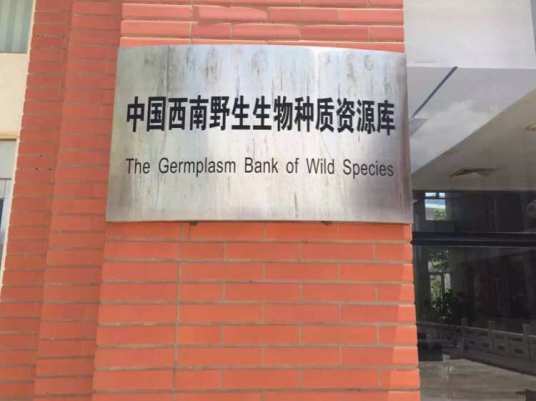 中国西南野生生物种质资源库
The Germplasm Bank of Wild Species